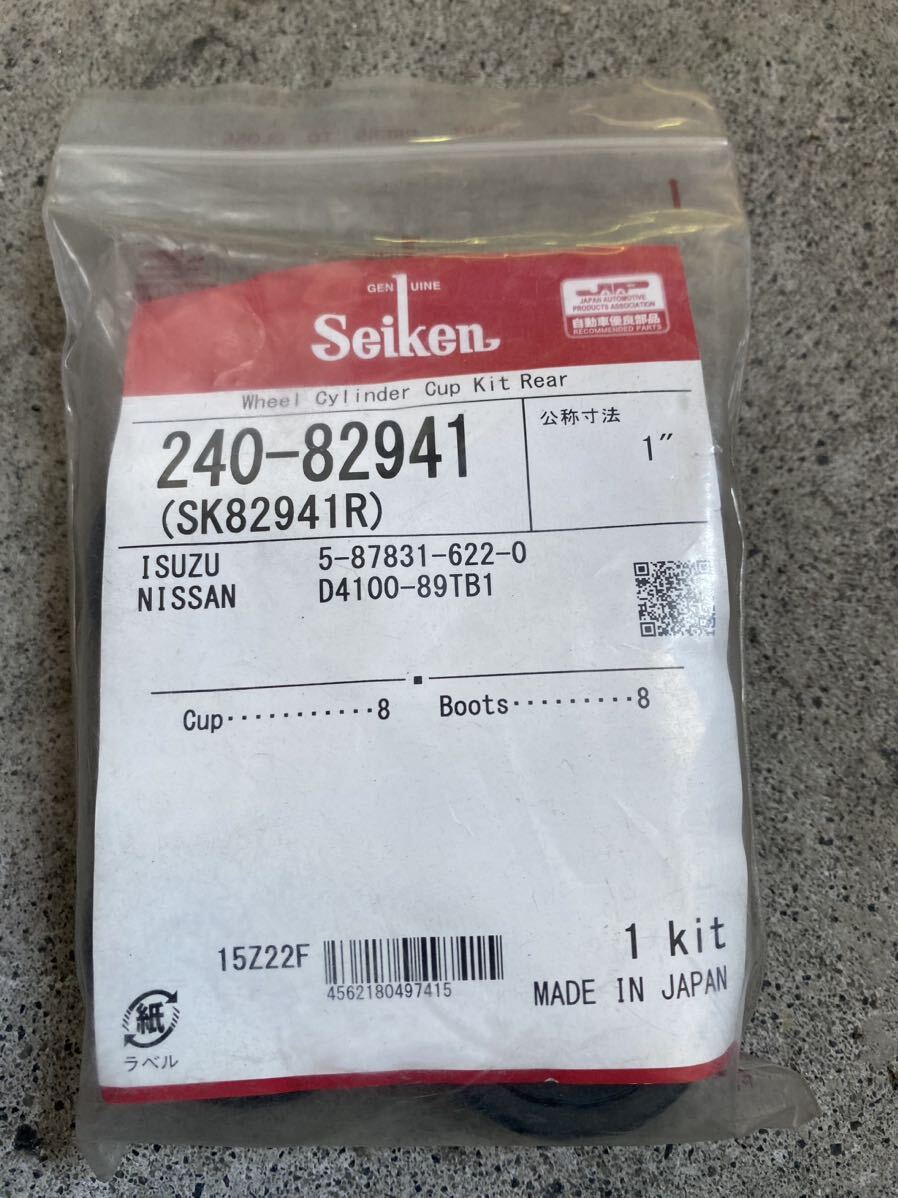 GENUINE
Seiken
JAPAN AUTOMOTIVE
PRODUCTS ASSOCIATION
自動車優良部品
RECOMMENDED PARTS
Wheel Cylinder Cup Kit Rear
240-82941
(SK82941R)
公称寸法
1″
ISUZU 5-87831-622-0
NISSAN D4100-89TB1
Cup···········8 Boots·········8
15Z22F
4562180497415
1 kit
MADE IN JAPAN
紙
ラベル